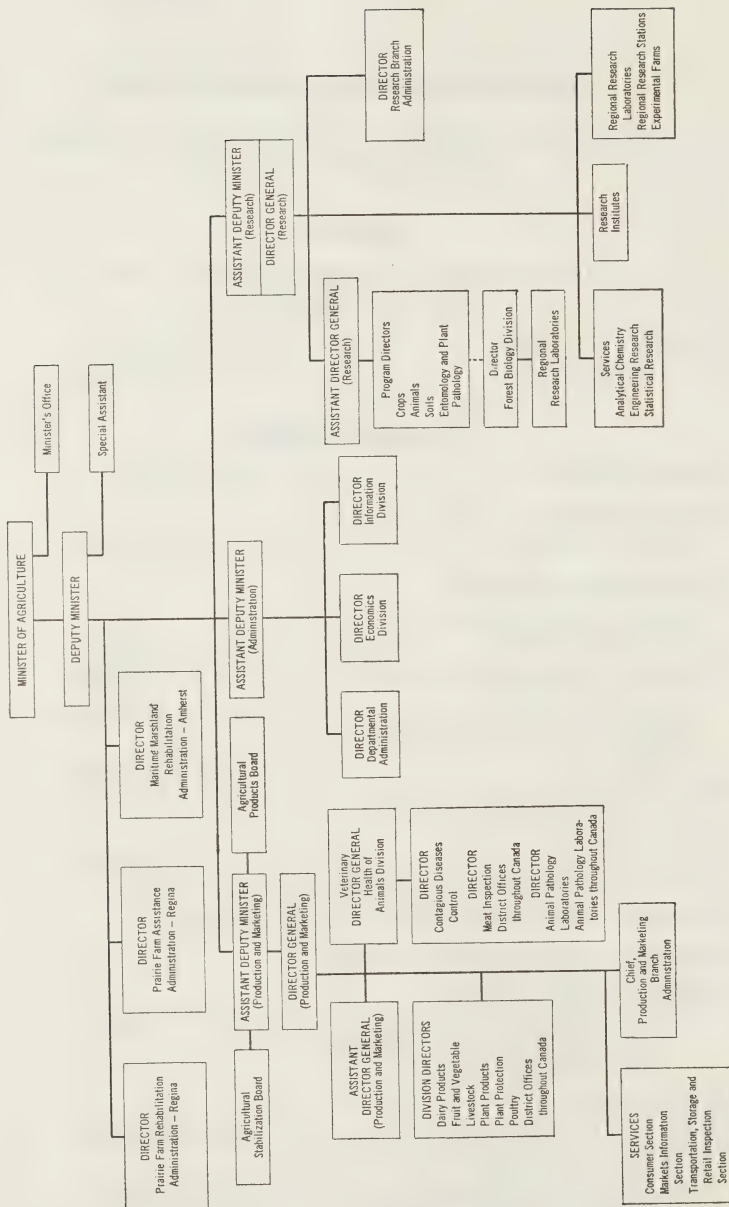 MINISTER OF AGRICULTURE
Minister's Office
DEPUTY MINISTER
Special Assistant
DIRECTOR
Prairie Farm Rehabilitation
Administration – Regina
DIRECTOR
Prairie Farm Assistance
Administration – Regina
DIRECTOR
Maritime Marshland
Rehabilitation
Administration – Amherst
Agricultural
Stabilization Board
ASSISTANT DEPUTY MINISTER
(Production and Marketing)
Agricultural
Products Board
DIRECTOR GENERAL
(Production and Marketing)
ASSISTANT
DIRECTOR GENERAL
(Production and Marketing)
Veterinary
DIRECTOR GENERAL
Health of
Animals Division
DIVISION DIRECTORS
Dairy Products
Fruit and Vegetable
Livestock
Plant Products
Plant Protection
Poultry
District Offices
throughout Canada
DIRECTOR
Contagious Diseases
Control
DIRECTOR
Meat Inspection
District Offices
throughout Canada
DIRECTOR
Animal Pathology
Laboratories
Animal Pathology Labora-
tories throughout Canada
SERVICES
Consumer Section
Markets Information
Section
Transportation, Storage and
Retail Inspection
Section
Chief,
Production and Marketing
Branch
Administration
ASSISTANT DEPUTY MINISTER
(Administration)
DIRECTOR
Departmental
Administration
DIRECTOR
Economics
Division
DIRECTOR
Information
Division
ASSISTANT DEPUTY MINISTER
(Research)
DIRECTOR GENERAL
(Research)
ASSISTANT DIRECTOR GENERAL
(Research)
DIRECTOR
Research Branch
Administration
Program Directors
Crops
Animals
Soils
Entomology and Plant
Pathology
Director
Forest Biology Division
Regional
Research Laboratories
Services
Analytical Chemistry
Engineering Research
Statistical Research
Research
Institutes
Regional Research
Laboratories
Regional Research Stations
Experimental Farms